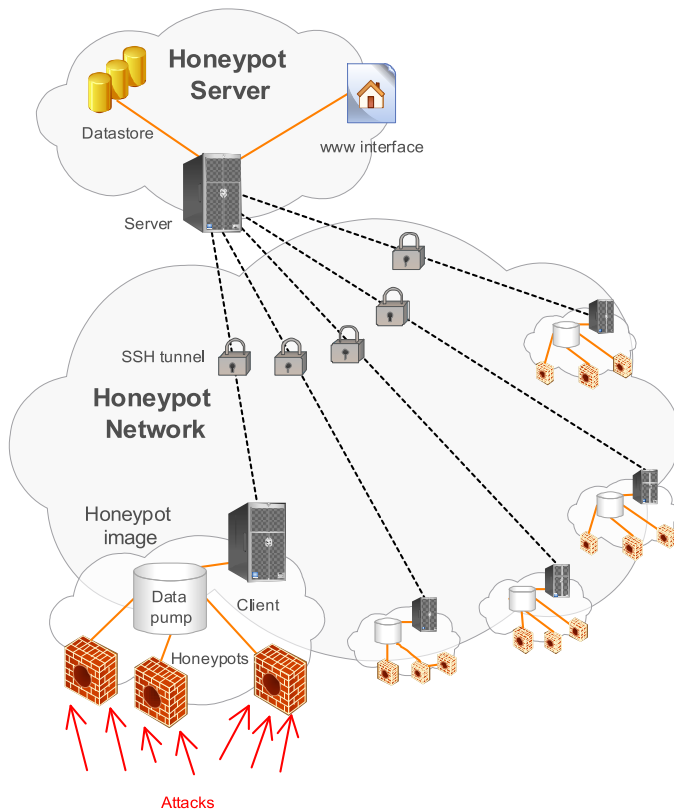 Honeypot
Server
Datastore
www interface
Server
SSH tunnel
Honeypot
Network
Honeypot
image
Data
pump
Client
Honeypots
Attacks